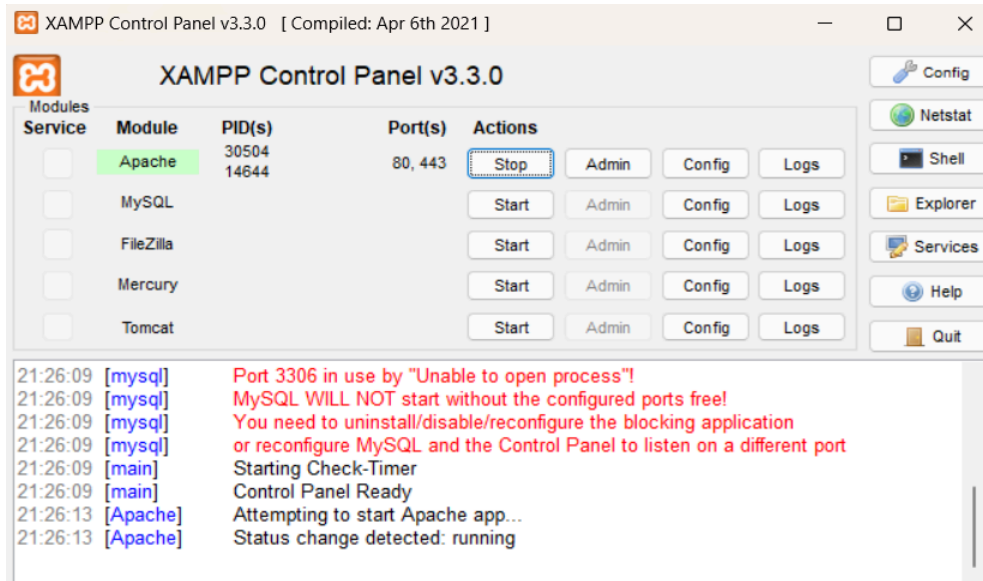 XAMPP Control Panel v3.3.0 [ Compiled: Apr 6th 2021 ]
XAMPP Control Panel v3.3.0
Config
Modules
Service Module PID(s) Port(s) Actions
Netstat
Apache 30504 14644 80, 443 Stop Admin Config Logs
Shell
MySQL Start Admin Config Logs
Explorer
FileZilla Start Admin Config Logs
Services
Mercury Start Admin Config Logs
Help
Tomcat Start Admin Config Logs
Quit
21:26:09 [mysql] Port 3306 in use by "Unable to open process"!
21:26:09 [mysql] MySQL WILL NOT start without the configured ports free!
21:26:09 [mysql] You need to uninstall/disable/reconfigure the blocking application
21:26:09 [mysql] or reconfigure MySQL and the Control Panel to listen on a different port
21:26:09 [main] Starting Check-Timer
21:26:09 [main] Control Panel Ready
21:26:13 [Apache] Attempting to start Apache app...
21:26:13 [Apache] Status change detected: running